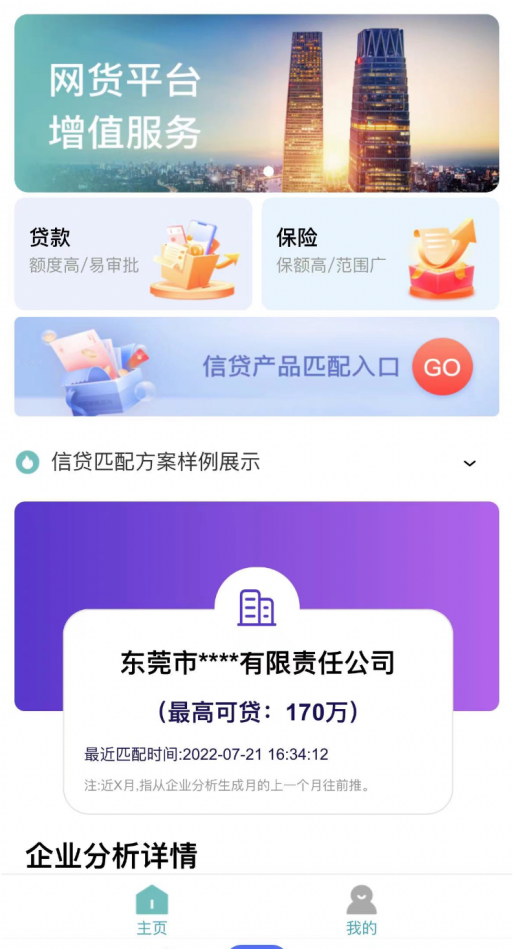 网货平台
增值服务
贷款
额度高/易审批
保险
保额高/范围广
信贷产品匹配入口
GO
信贷匹配方案样例展示
东莞市****有限责任公司
（最高可贷：170万）
最近匹配时间:2022-07-21 16:34:12
注:近X月,指从企业分析生成月的上一个月往前推。
企业分析详情
主页
我的